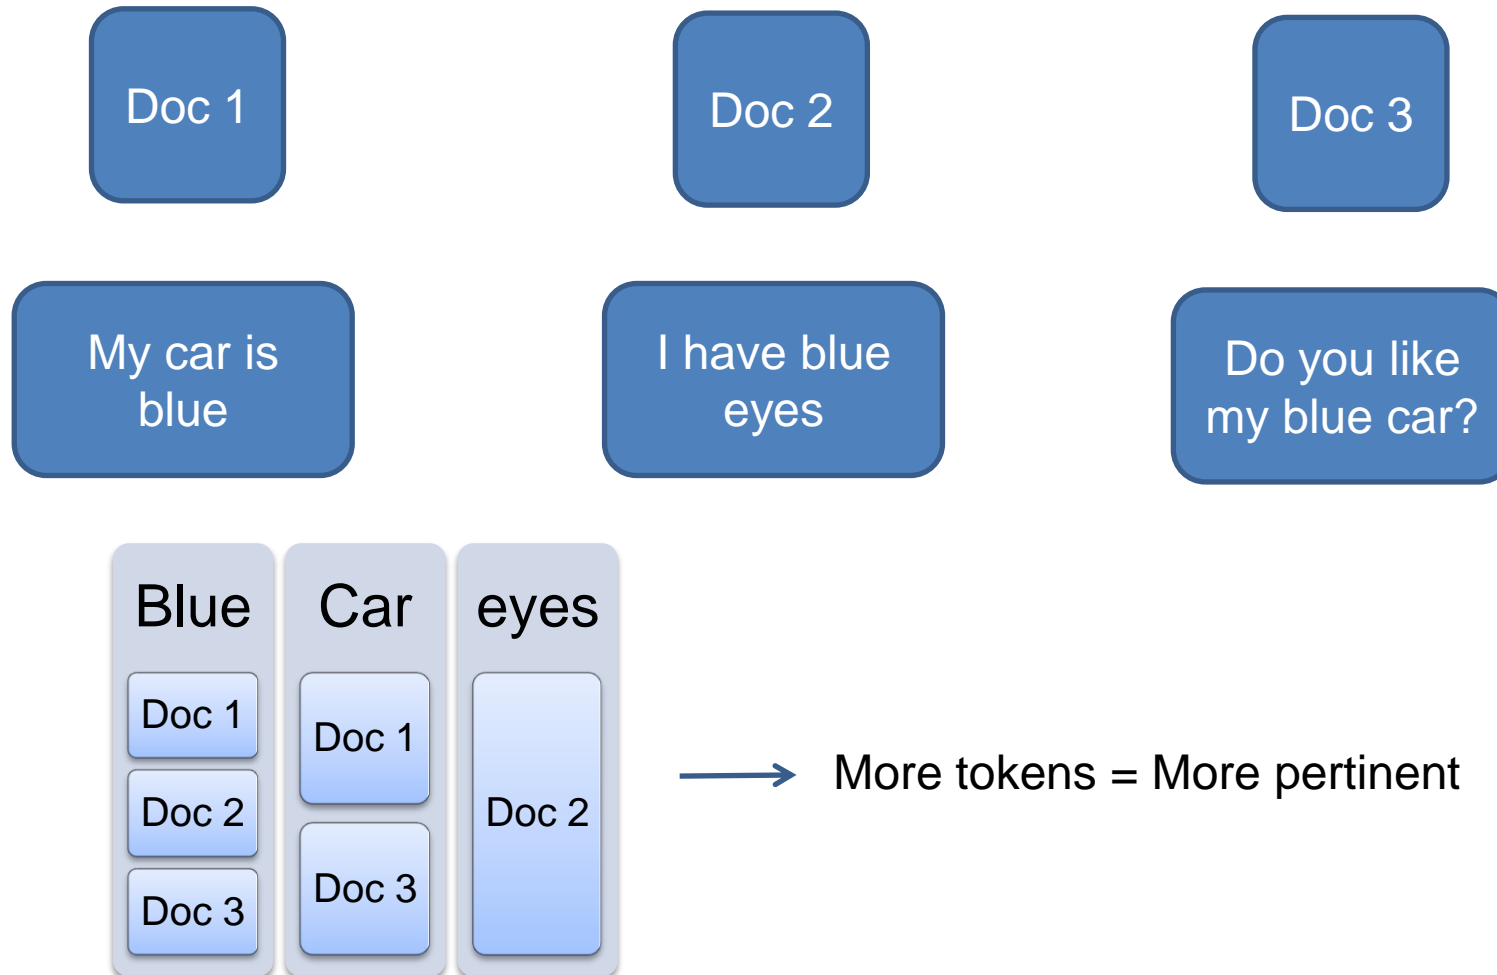 Doc 1
Doc 2
Doc 3
My car is
blue
I have blue
eyes
Do you like
my blue car?
Blue
Doc 1
Doc 2
Doc 3
Car
Doc 1
Doc 3
eyes
Doc 2
More tokens = More pertinent